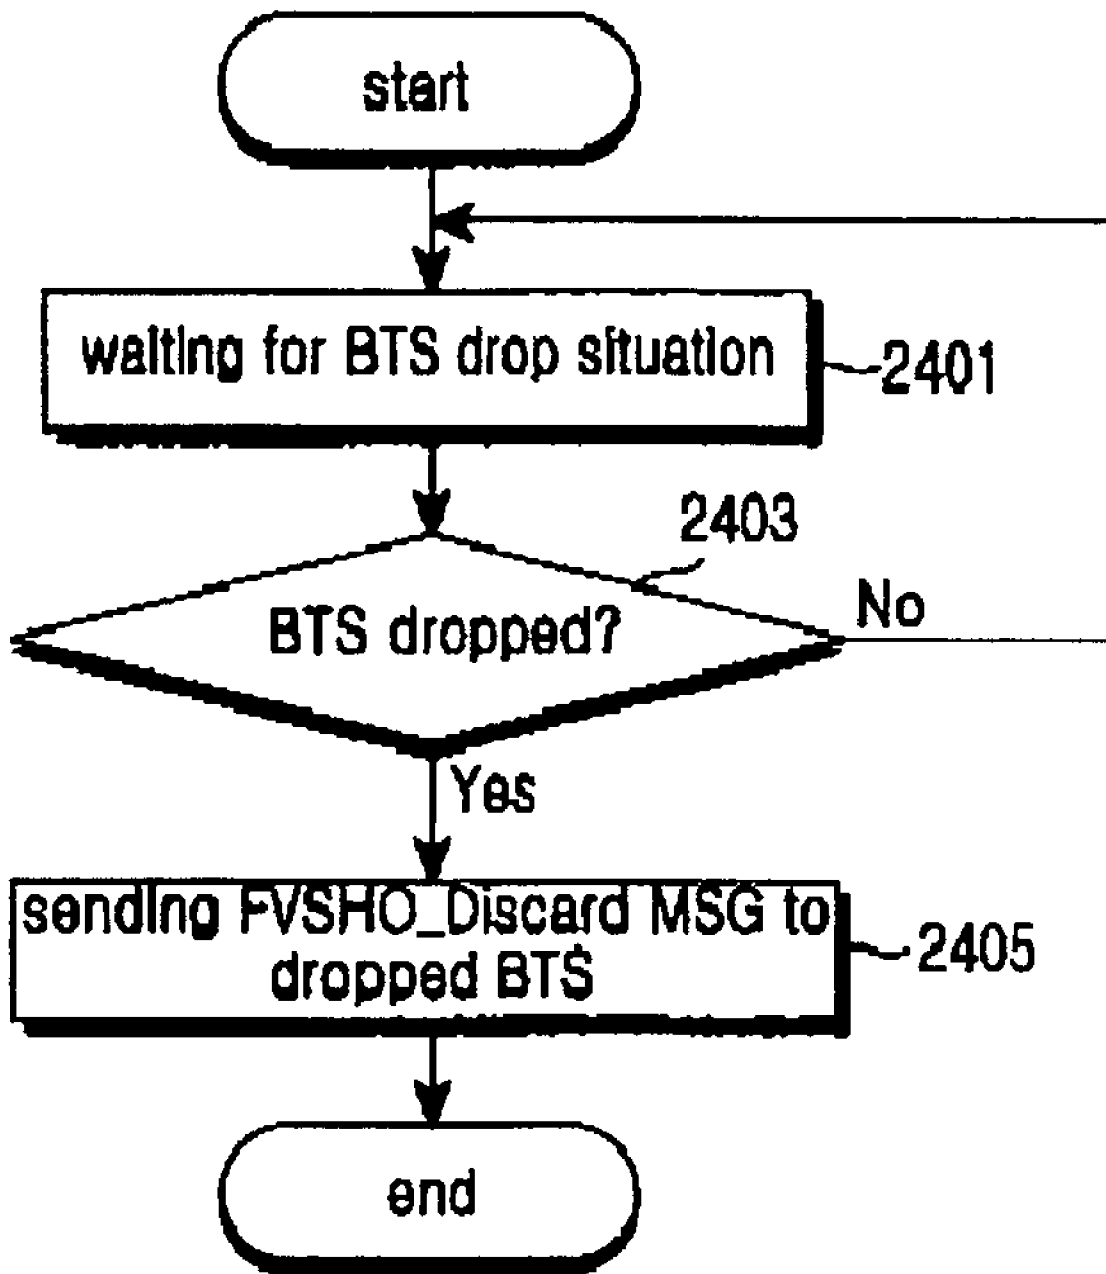 start
waiting for BTS drop situation
2401
2403
BTS dropped?
No
Yes
sending FVSHO_Discard MSG to
dropped BTS
2405
end